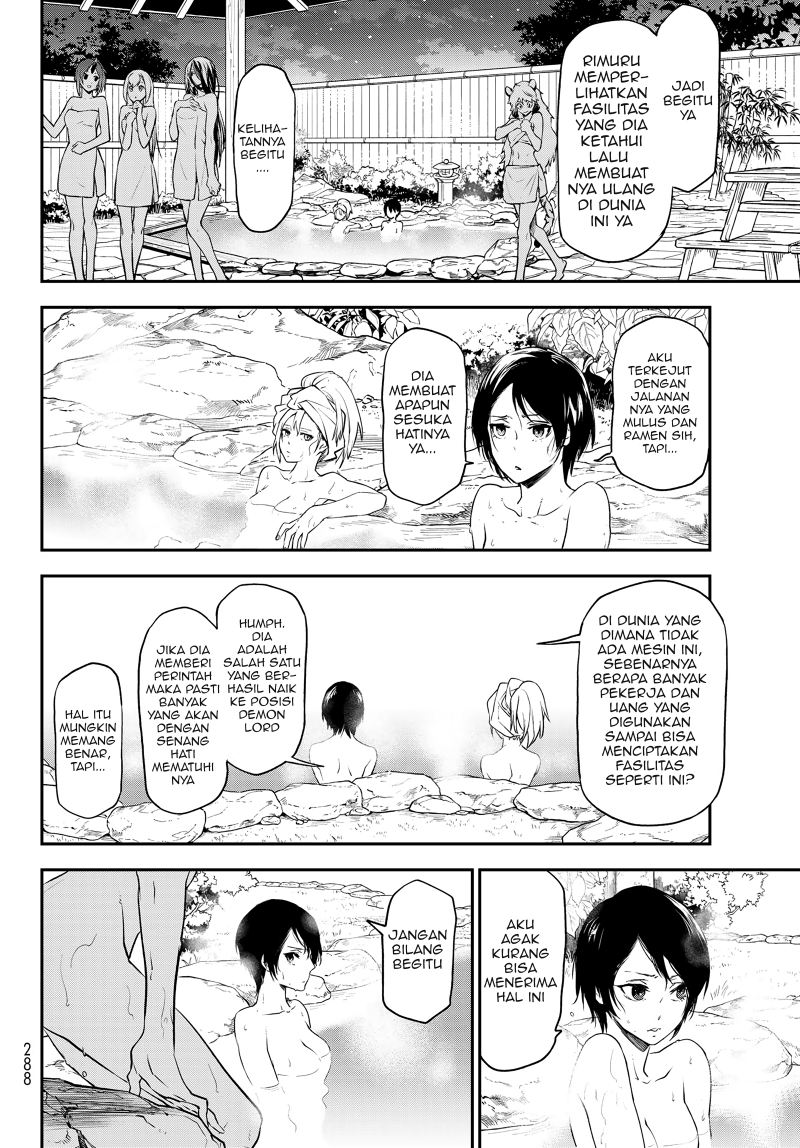 JADI
BEGITU
YA
RIMURU
MEMPER-
LIHATKAN
FASILITAS
YANG DIA
KETAHUI
LALU
MEMBUAT
NYA ULANG
DI DUNIA
INI YA
KELIHA-
TANNYA
BEGITU
....
AKU
TERKEJUT
DENGAN
JALANAN
NYA YANG
MULUS DAN
RAMEN SIH,
TAPI...
DIA
MEMBUAT
APAPUN
SESUKA
HATINYA
YA...
DI DUNIA YANG
DIMANA TIDAK
ADA MESIN INI,
SEBENARNYA
BERAPA BANYAK
PEKERJA DAN
UANG YANG
DIGUNAKAN
SAMPAI BISA
MENCIPTAKAN
FASILITAS
SEPERTI INI?
HUMPH.
DIA
ADALAH
SALAH SATU
YANG BER-
HASIL NAIK
KE POSISI
DEMON
LORD
JIKA DIA
MEMBERI
PERINTAH
MAKA PASTI
BANYAK
YANG AKAN
DENGAN
SENANG
HATI
MEMATUHI
NYA
HAL ITU
MUNGKIN
MEMANG
BENAR,
TAPI...
AKU
AGAK
KURANG
BISA
MENERIMA
HAL INI
JANGAN
BILANG
BEGITU
288